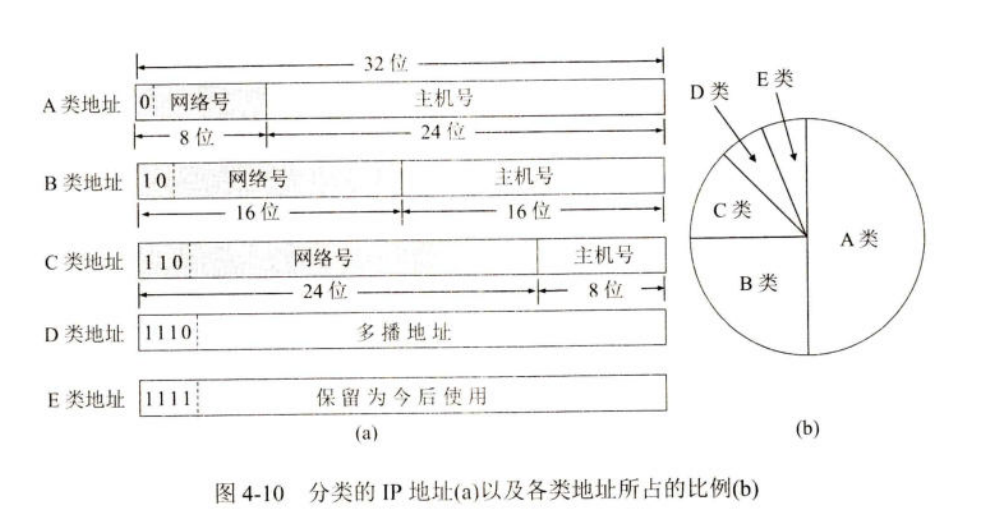 32 位
A 类地址 0 网络号 主机号
8 位 24 位
B 类地址 10 网络号 主机号
16 位 16 位
C 类地址 110 网络号 主机号
24 位 8 位
D 类地址 1110 多播地址
E 类地址 1111 保留为今后使用
(a)
D 类
E 类
C 类
A 类
B 类
(b)
图 4-10 分类的 IP 地址(a)以及各类地址所占的比例(b)